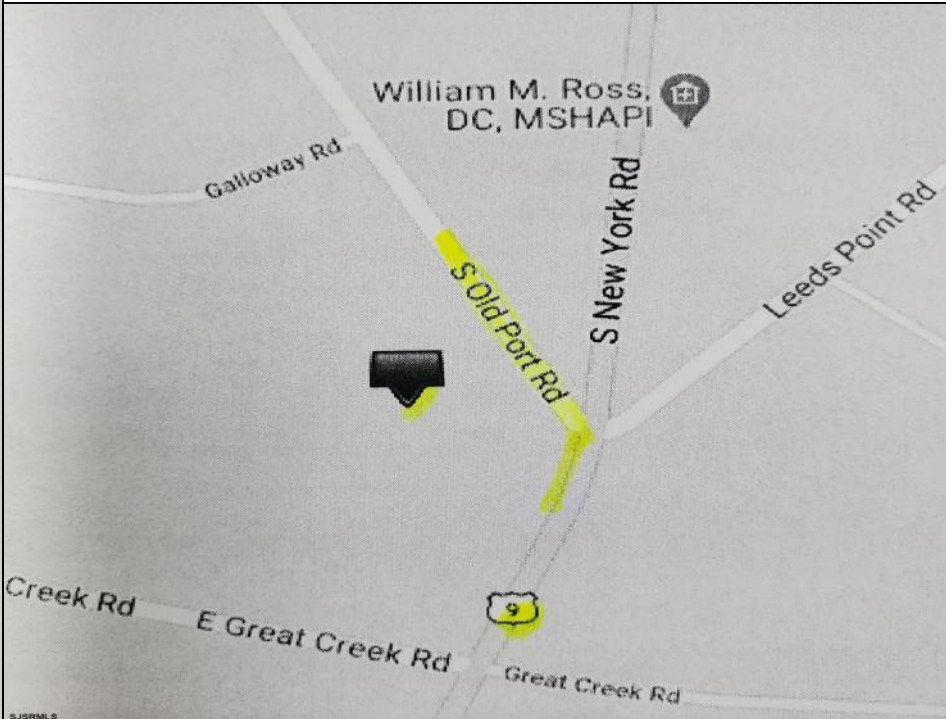 William M. Ross,
DC, MSHAPI
Galloway Rd
S New York Rd
Leeds Point Rd
S Old Port Rd
9
Creek Rd
E Great Creek Rd
Great Creek Rd
SJSRMLS